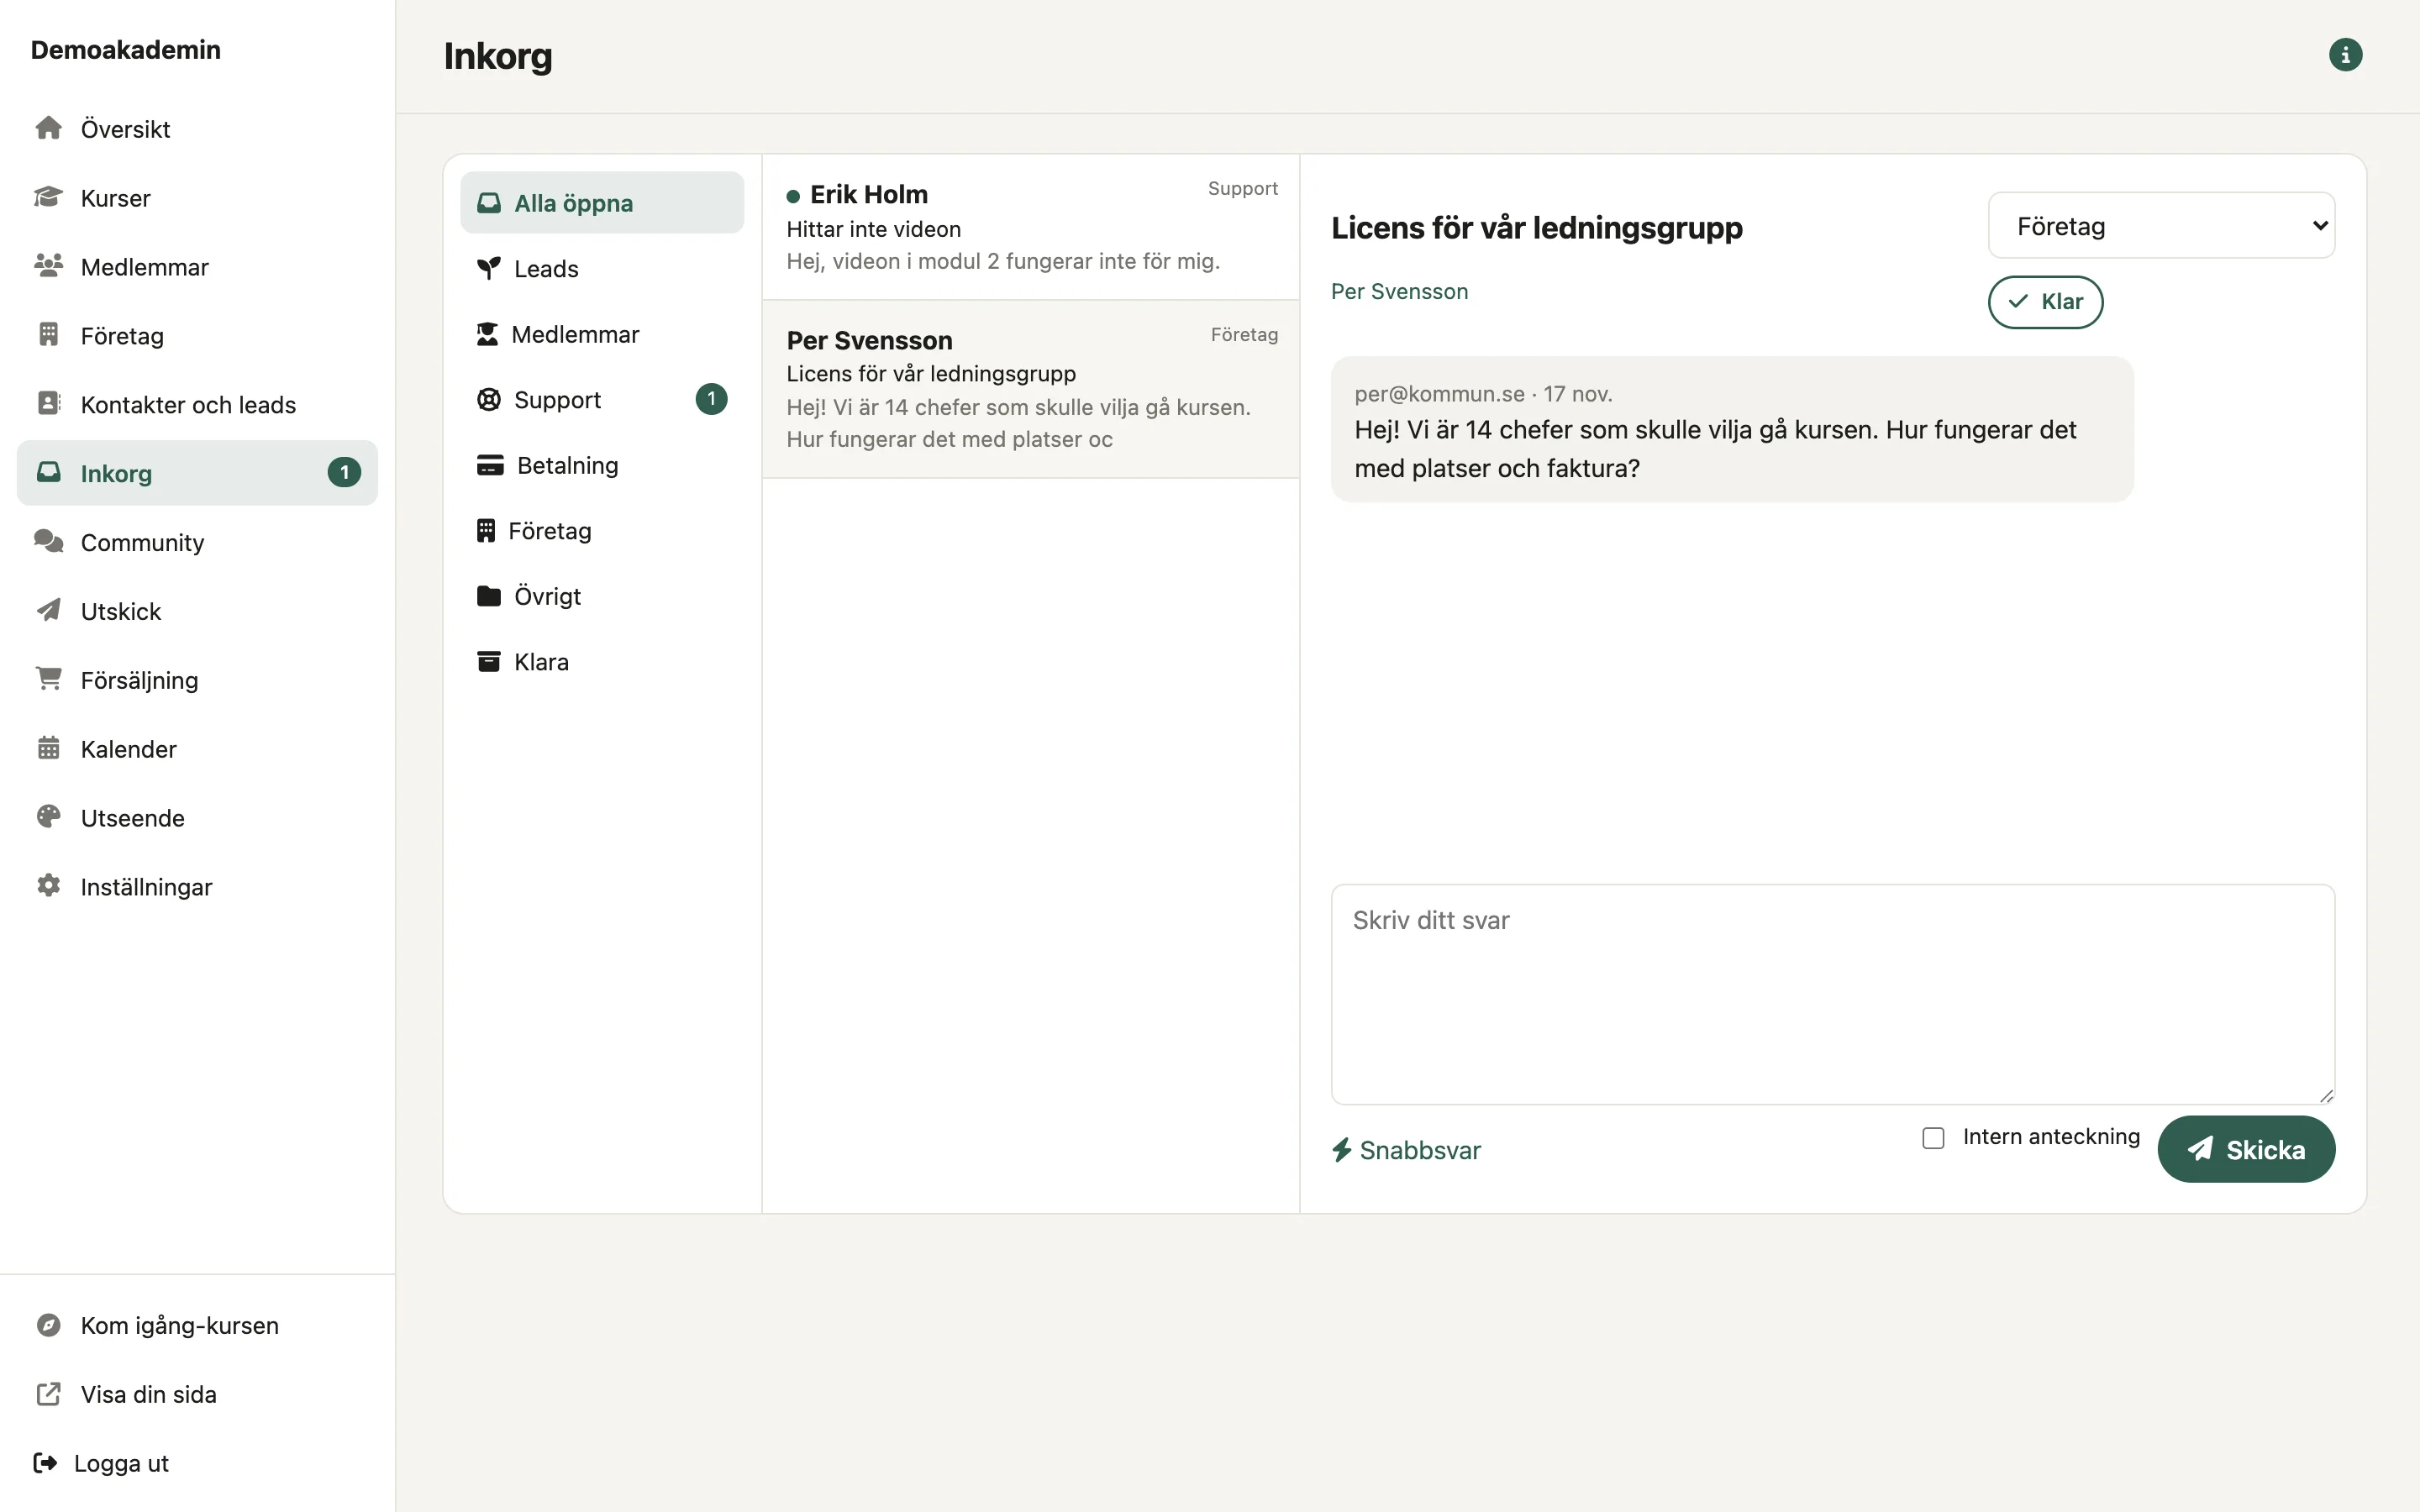 Demoakademin
Översikt
Kurser
Medlemmar
Företag
Kontakter och leads
Inkorg 1
Community
Utskick
Försäljning
Kalender
Utseende
Inställningar
Kom igång-kursen
Visa din sida
Logga ut
Inkorg
Alla öppna
Leads
Medlemmar
Support 1
Betalning
Företag
Övrigt
Klara
Erik Holm Support
Hittar inte videon
Hej, videon i modul 2 fungerar inte för mig.
Per Svensson Företag
Licens för vår ledningsgrupp
Hej! Vi är 14 chefer som skulle vilja gå kursen.
Hur fungerar det med platser oc
Licens för vår ledningsgrupp
Företag
Per Svensson
Klar
per@kommun.se · 17 nov.
Hej! Vi är 14 chefer som skulle vilja gå kursen. Hur fungerar det
med platser och faktura?
Skriv ditt svar
Snabbsvar
Intern anteckning
Skicka